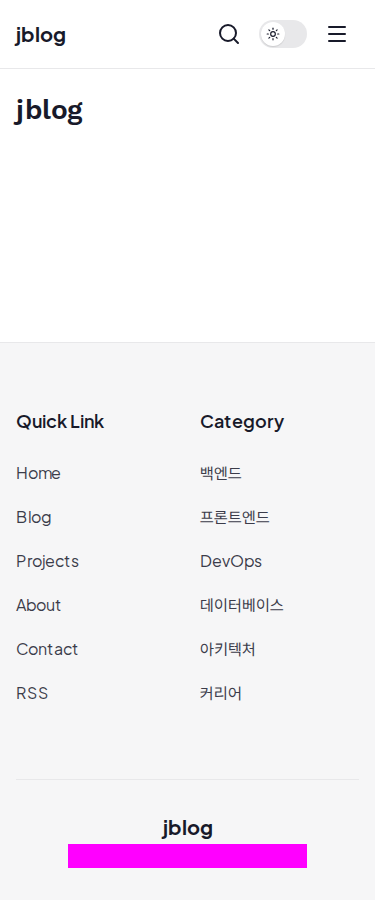 jblog
jblog
Quick Link
Home
Blog
Projects
About
Contact
RSS
Category
백엔드
프론트엔드
DevOps
데이터베이스
아키텍처
커리어
jblog